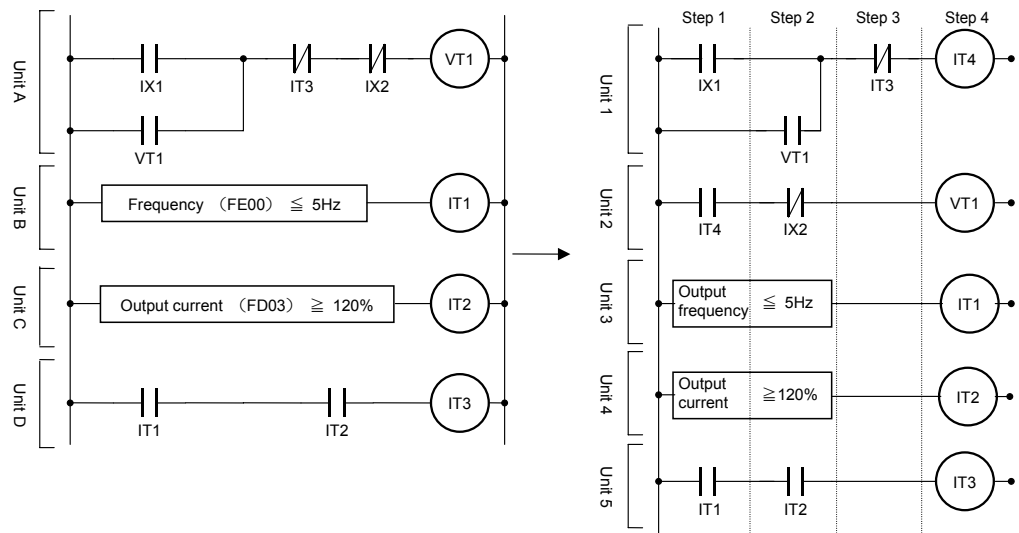 Unit A
IX1
IT3
IX2
VT1
VT1
Unit B
Frequency （FE00） ≦ 5Hz
IT1
Unit C
Output current （FD03） ≧ 120%
IT2
Unit D
IT1
IT2
IT3
Step 1
Step 2
Step 3
Step 4
Unit 1
IX1
IT3
IT4
VT1
Unit 2
IT4
IX2
VT1
Unit 3
Output
frequency ≦ 5Hz
IT1
Unit 4
Output
current ≧120%
IT2
Unit 5
IT1
IT2
IT3